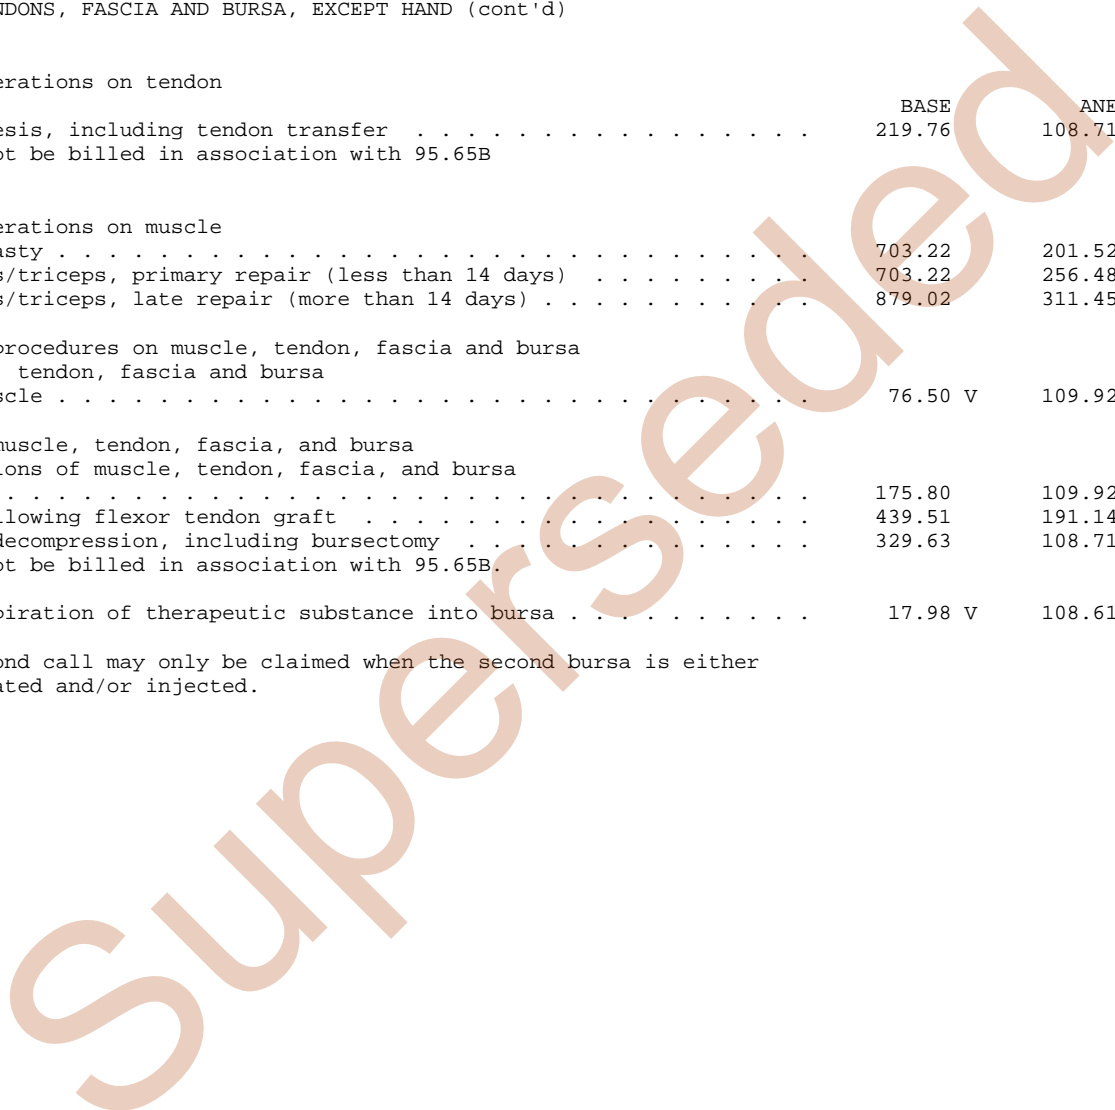 NDONS, FASCIA AND BURSA, EXCEPT HAND (cont'd)
erations on tendon
BASE ANE
esis, including tendon transfer . . . . . . . . . . . . . . . . 219.76 108.71
ot be billed in association with 95.65B
erations on muscle
asty . . . . . . . . . . . . . . . . . . . . . . . . . . . . . 703.22 201.52
s/triceps, primary repair (less than 14 days) . . . . . . . . . 703.22 256.48
s/triceps, late repair (more than 14 days) . . . . . . . . . . . 879.02 311.45
procedures on muscle, tendon, fascia and bursa
, tendon, fascia and bursa
scle . . . . . . . . . . . . . . . . . . . . . . . . . . . . . 76.50 V 109.92
muscle, tendon, fascia, and bursa
ions of muscle, tendon, fascia, and bursa
. . . . . . . . . . . . . . . . . . . . . . . . . . . . . . . . 175.80 109.92
llowing flexor tendon graft . . . . . . . . . . . . . . . . . . 439.51 191.14
decompression, including bursectomy . . . . . . . . . . . . . . 329.63 108.71
ot be billed in association with 95.65B.
piration of therapeutic substance into bursa . . . . . . . . . . 17.98 V 108.61
ond call may only be claimed when the second bursa is either
ated and/or injected.
Superseded